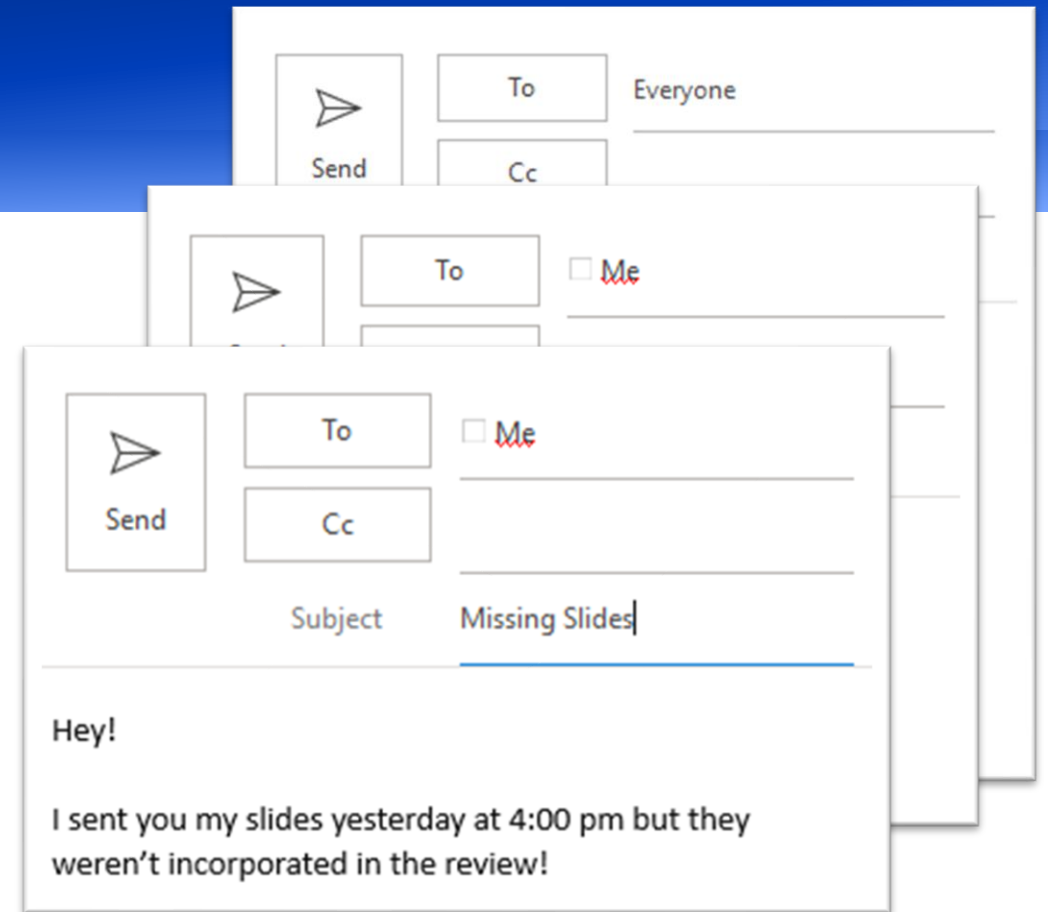 To
Everyone
Send
Cc
To
Me
To
Me
Send
Cc
Subject
Missing Slides
Hey!
I sent you my slides yesterday at 4:00 pm but they
weren’t incorporated in the review!